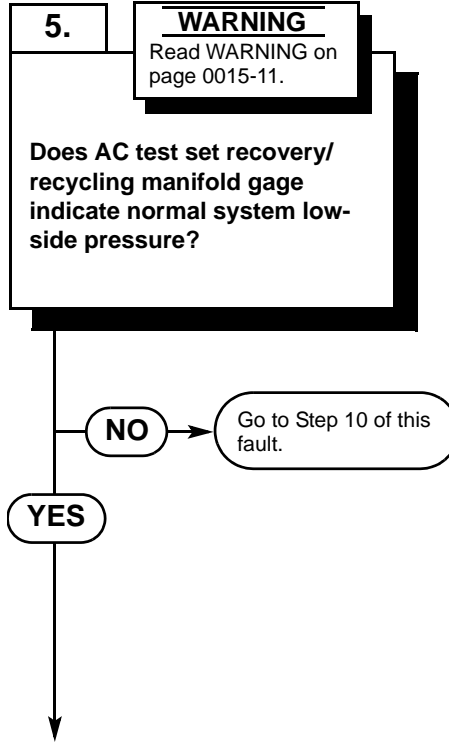 5.
WARNING
Read WARNING on
page 0015-11.
Does AC test set recovery/
recycling manifold gage
indicate normal system low-
side pressure?
NO
Go to Step 10 of this
fault.
YES